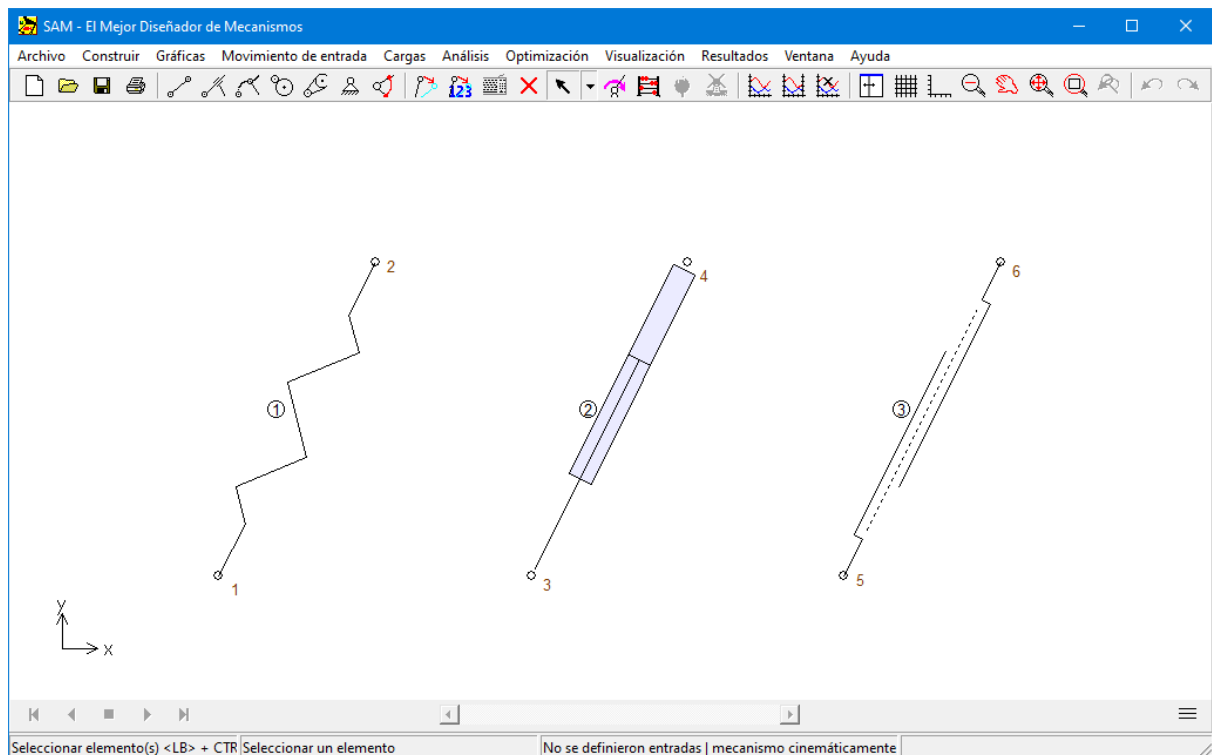 SAM - El Mejor Diseñador de Mecanismos
Archivo Construir Gráficas Movimiento de entrada Cargas Análisis Optimización Visualización Resultados Ventana Ayuda
123
2
4
6
1
2
3
1
3
5
y
x
Seleccionar elemento(s) <LB> + CTR Seleccionar un elemento No se definieron entradas | mecanismo cinemáticamente